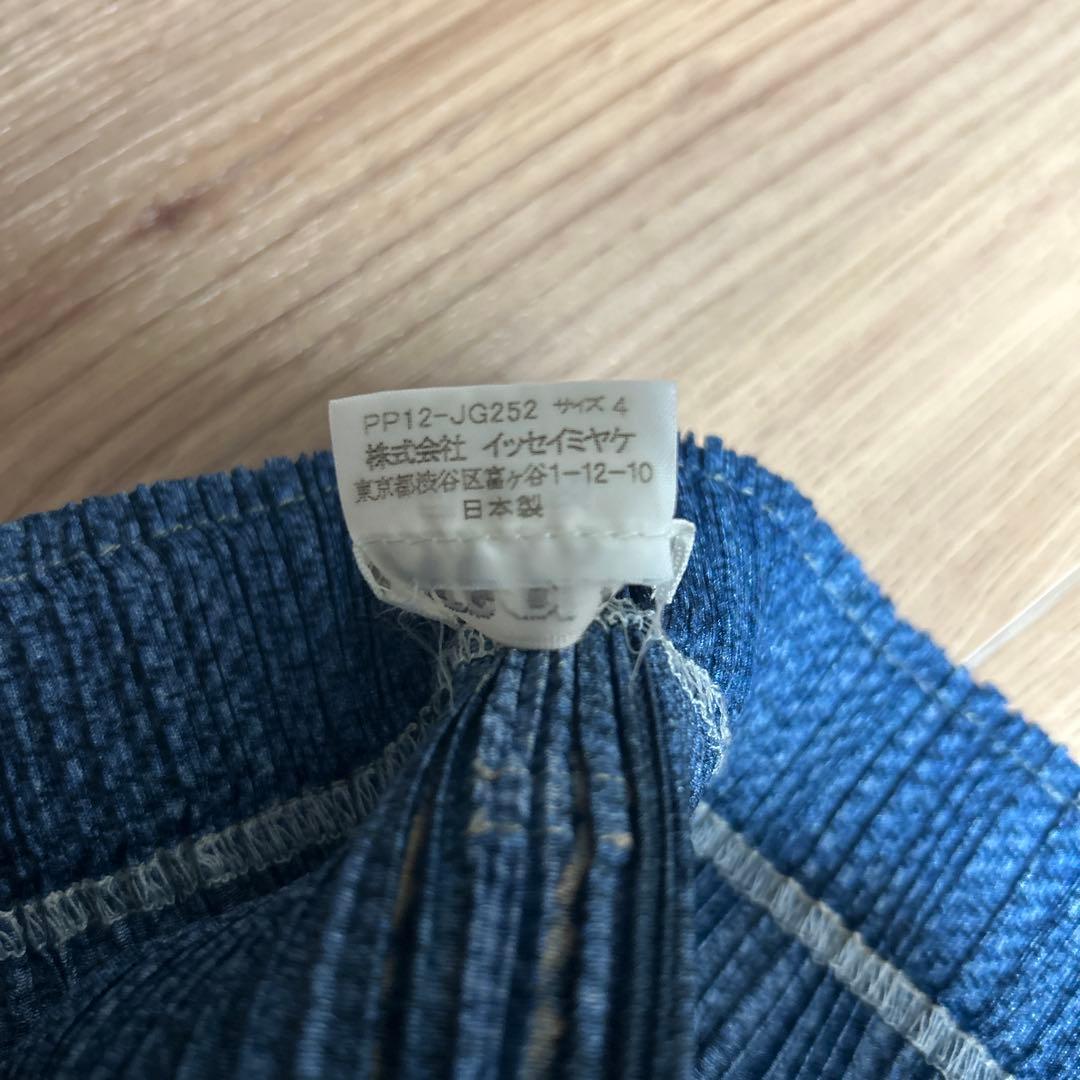 PP12-JG252 サイズ 4
株式会社 イッセイミヤケ
東京都渋谷区富ヶ谷1-12-10
日本製